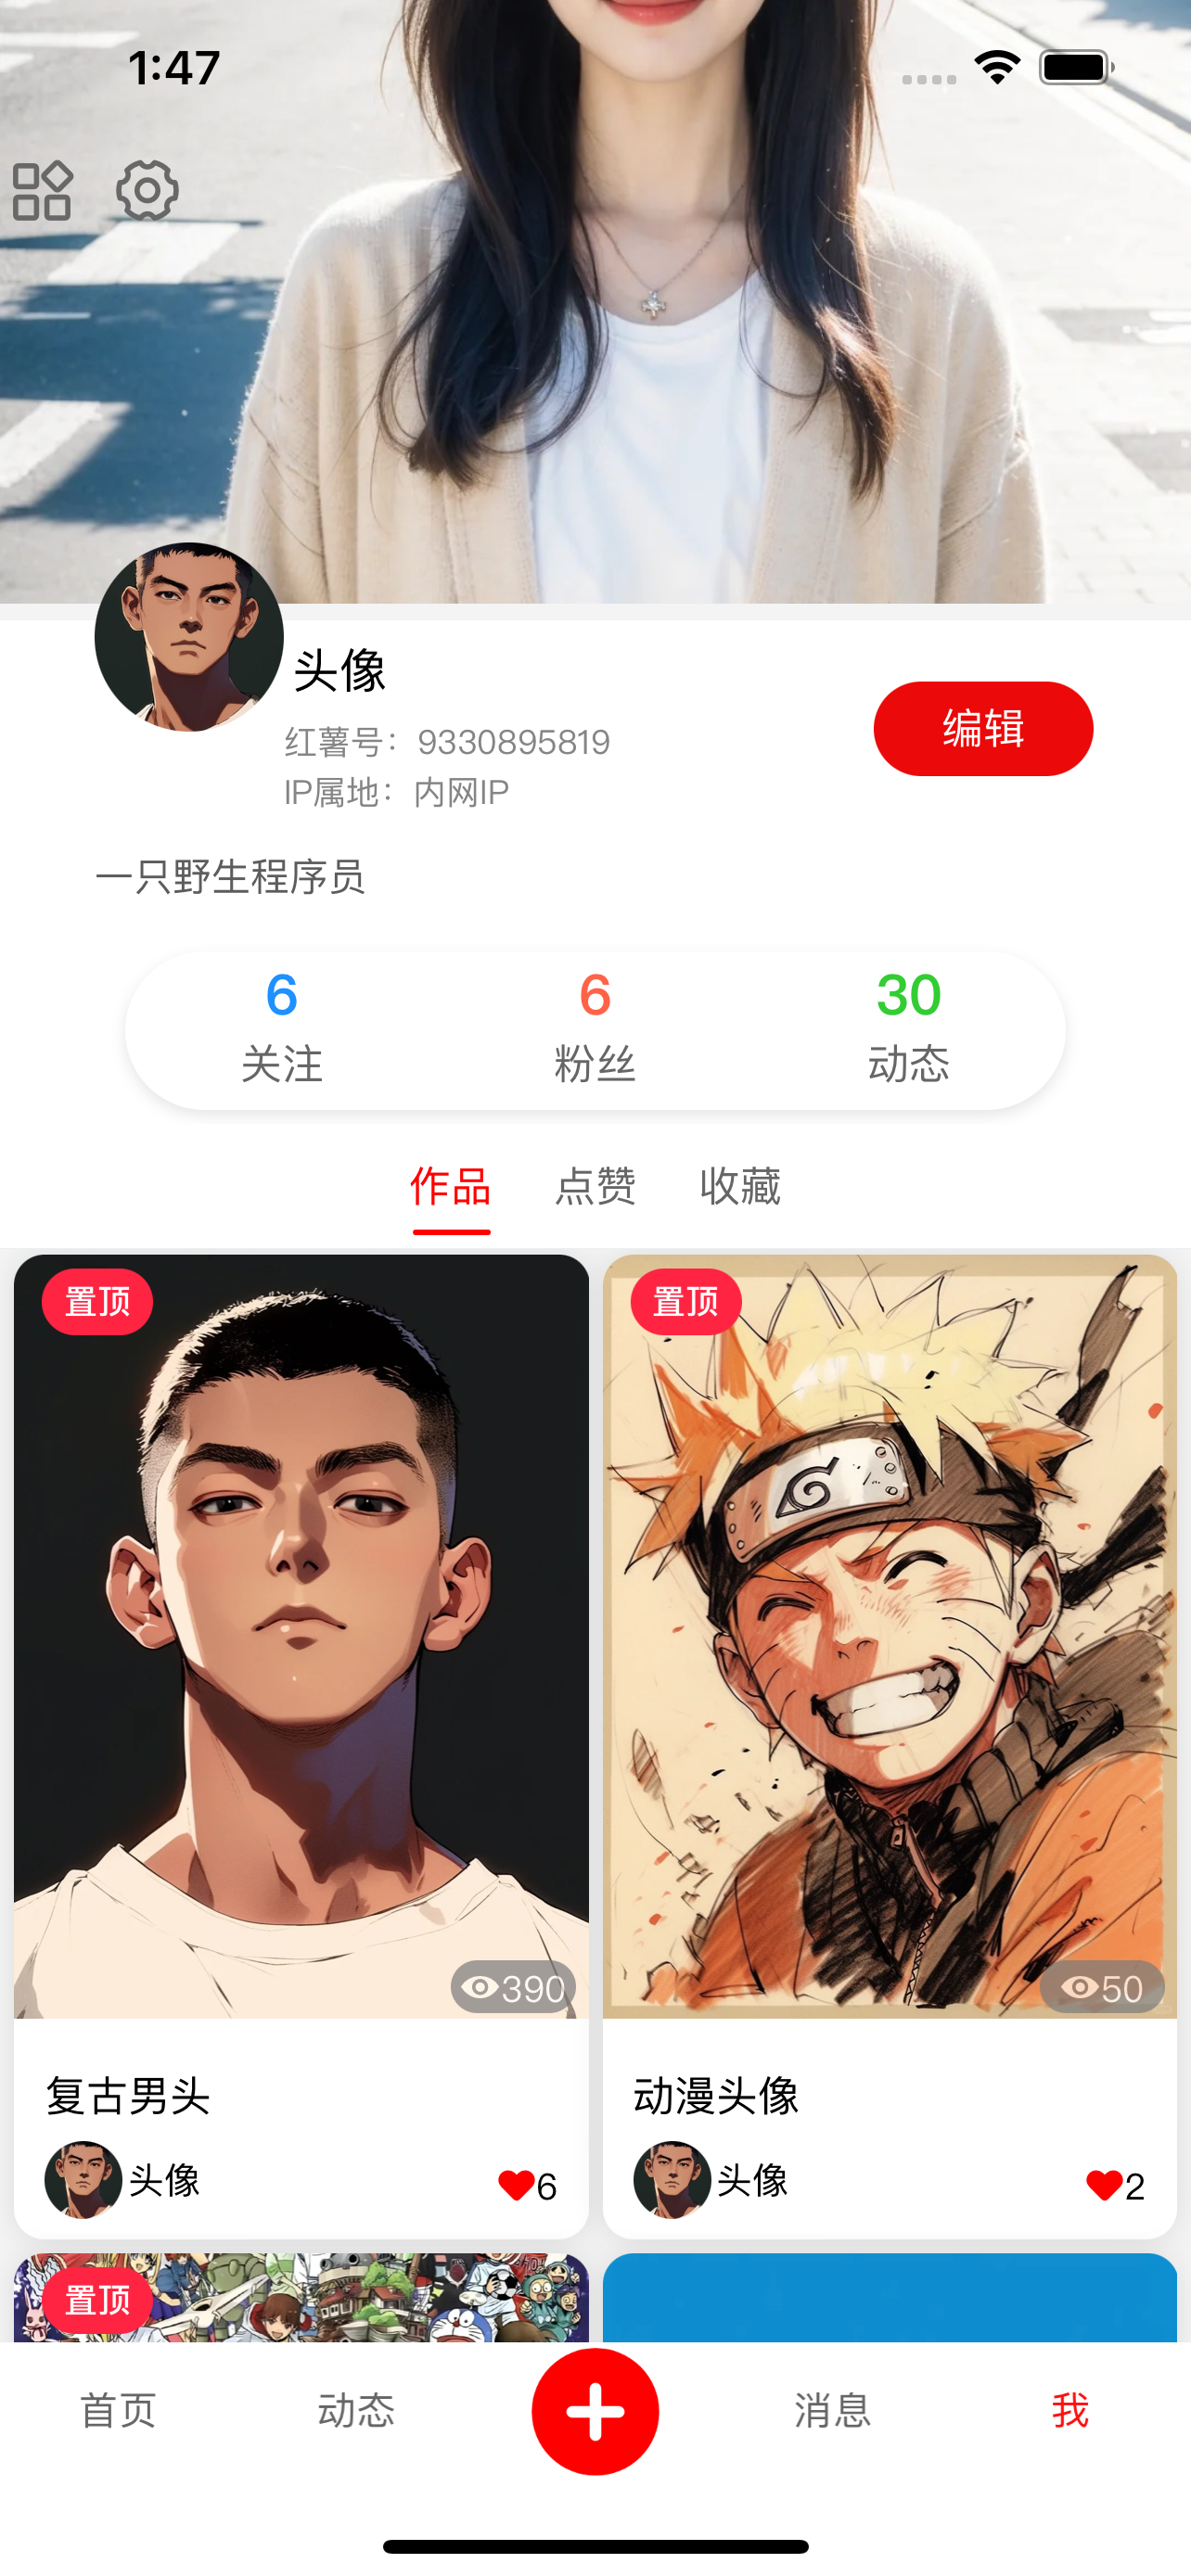 1:47
头像
红薯号：9330895819
IP属地：内网IP
编辑
一只野生程序员
6 6 30
关注 粉丝 动态
作品 点赞 收藏
置顶 置顶
390 50
复古男头 动漫头像
头像 6 头像 2
置顶
首页 动态 消息 我